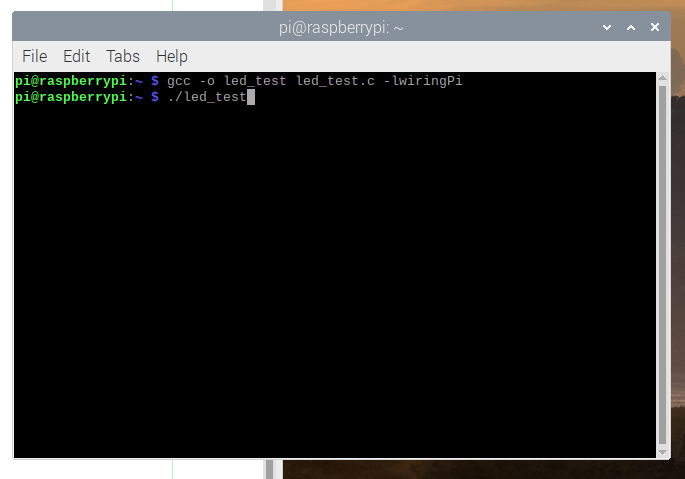 pi@raspberrypi: ~
File Edit Tabs Help
pi@raspberrypi:~ $ gcc -o led_test led_test.c -lwiringPi
pi@raspberrypi:~ $ ./led_test